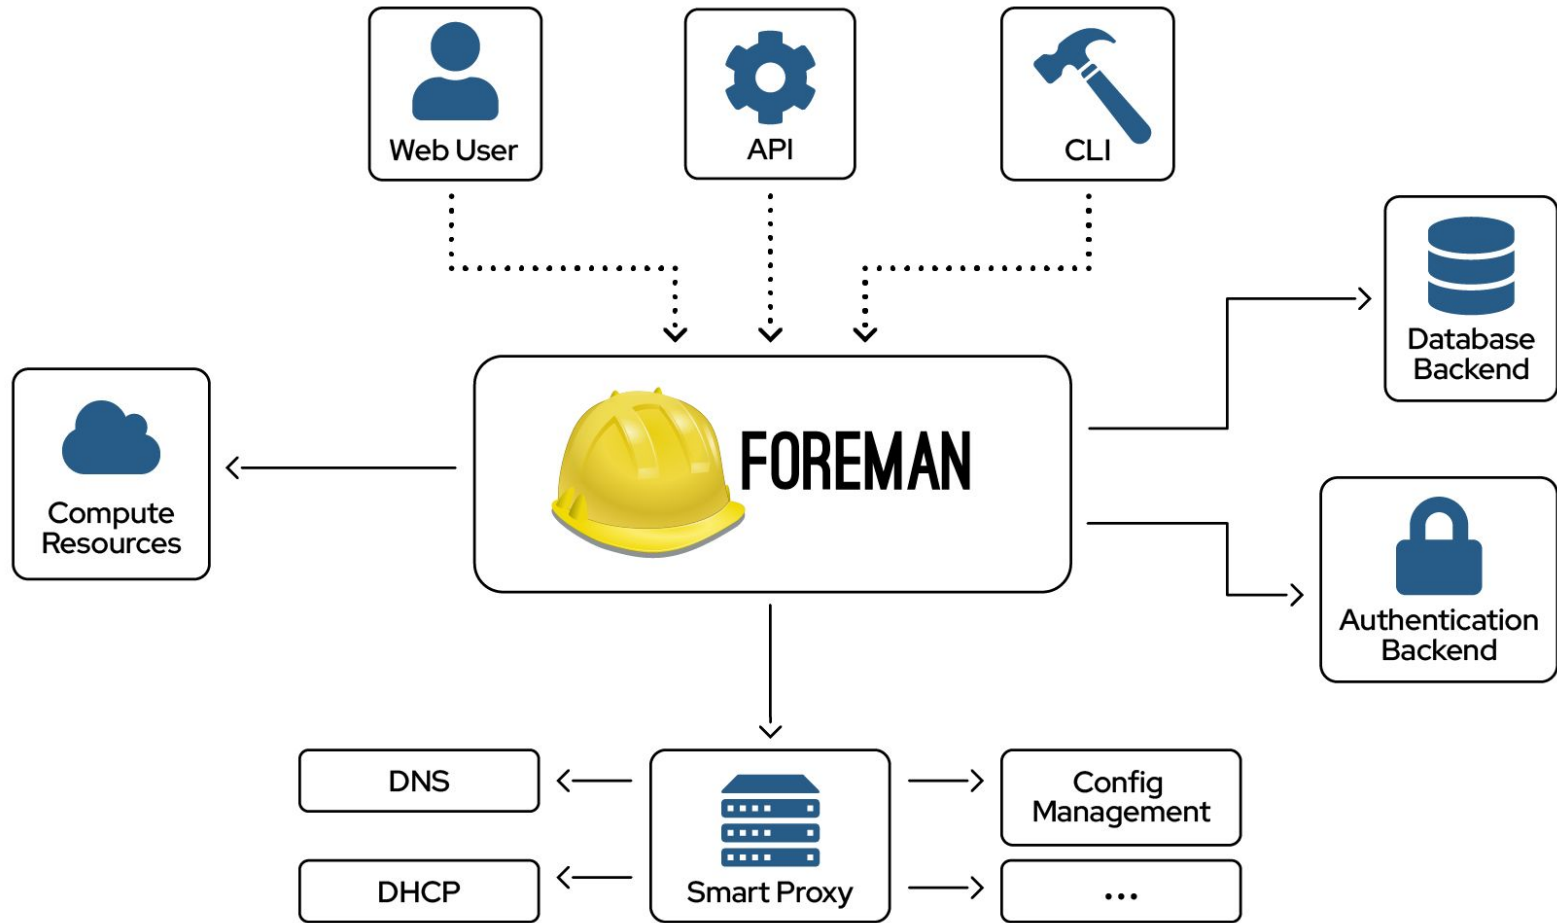 Web User
API
CLI
Database
Backend
FOREMAN
Compute
Resources
Authentication
Backend
DNS
Config
Management
DHCP
Smart Proxy
...